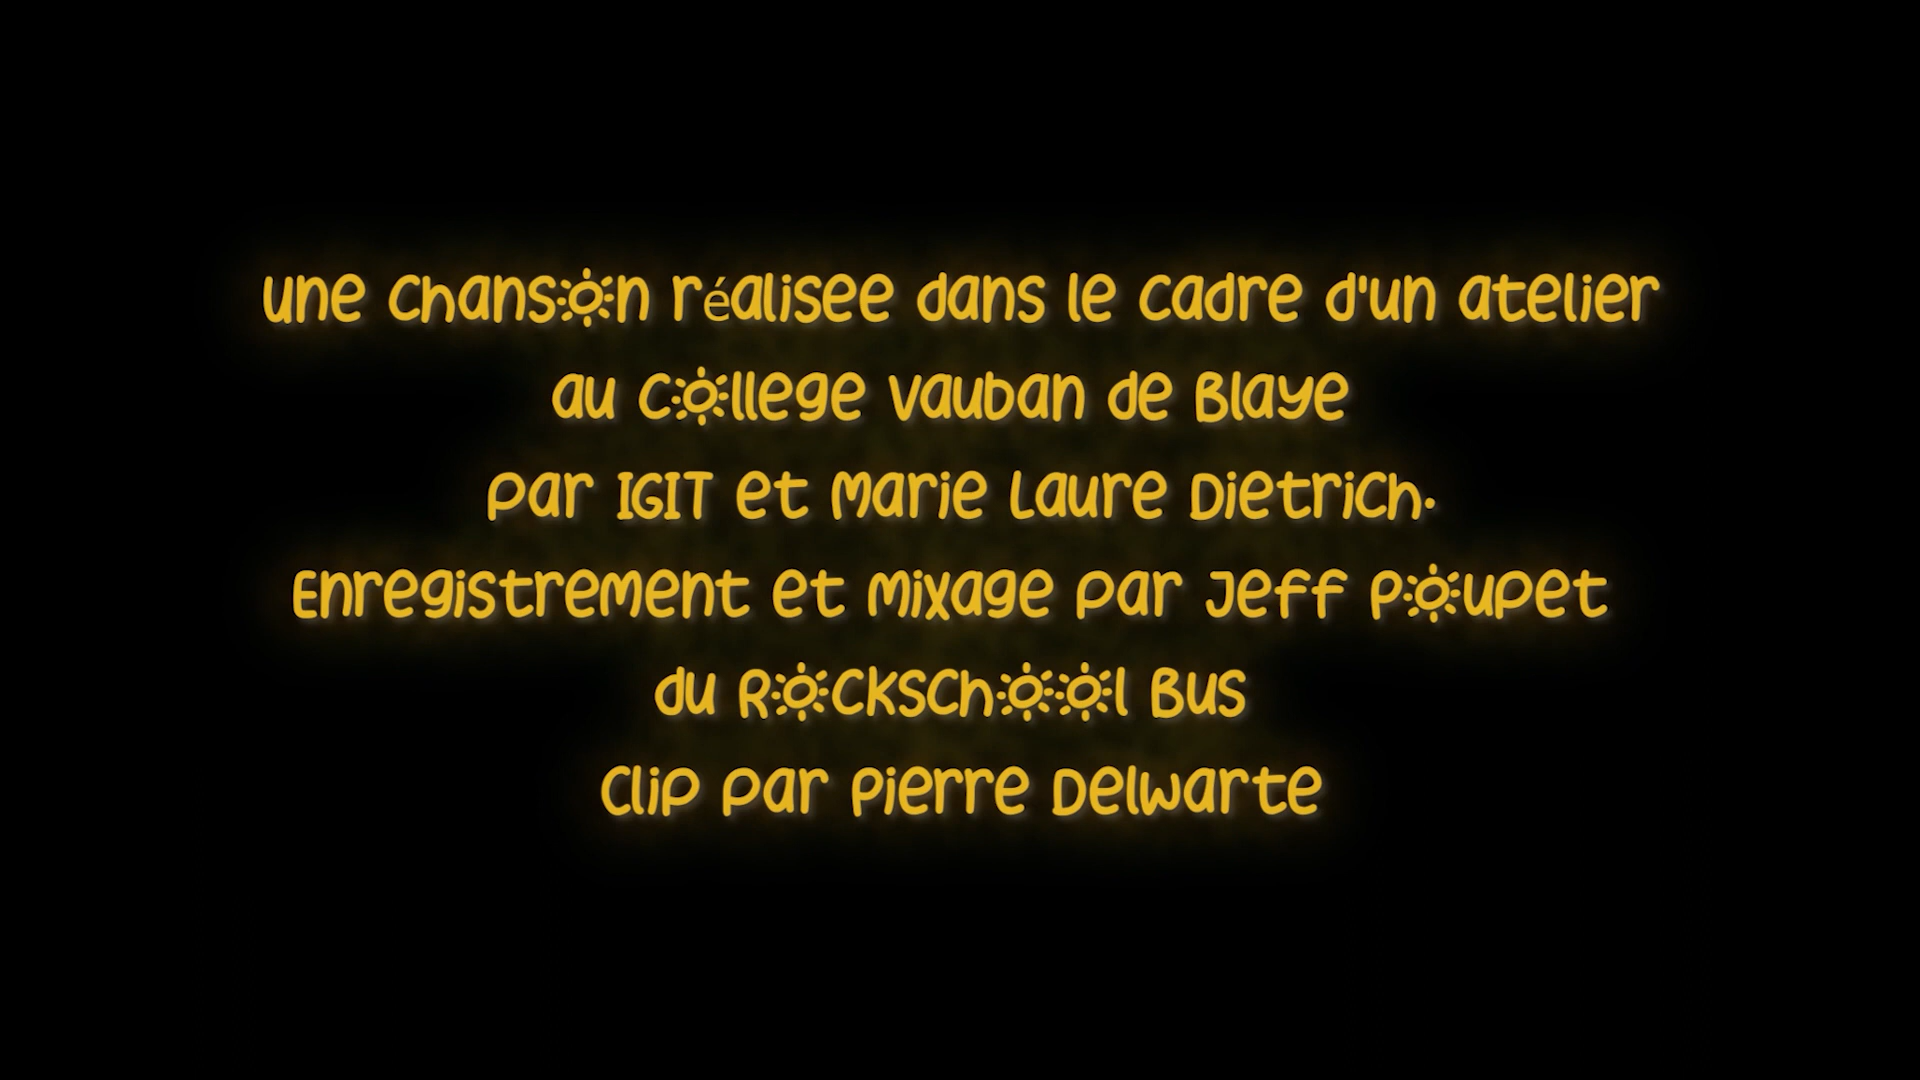 une chanson réalisee dans le cadre d'un atelier
au College Vauban de Blaye
par IGIT et Marie Laure Dietrich.
Enregistrement et mixage par Jeff Poupet
du Rockschool Bus
Clip par Pierre Delwarte